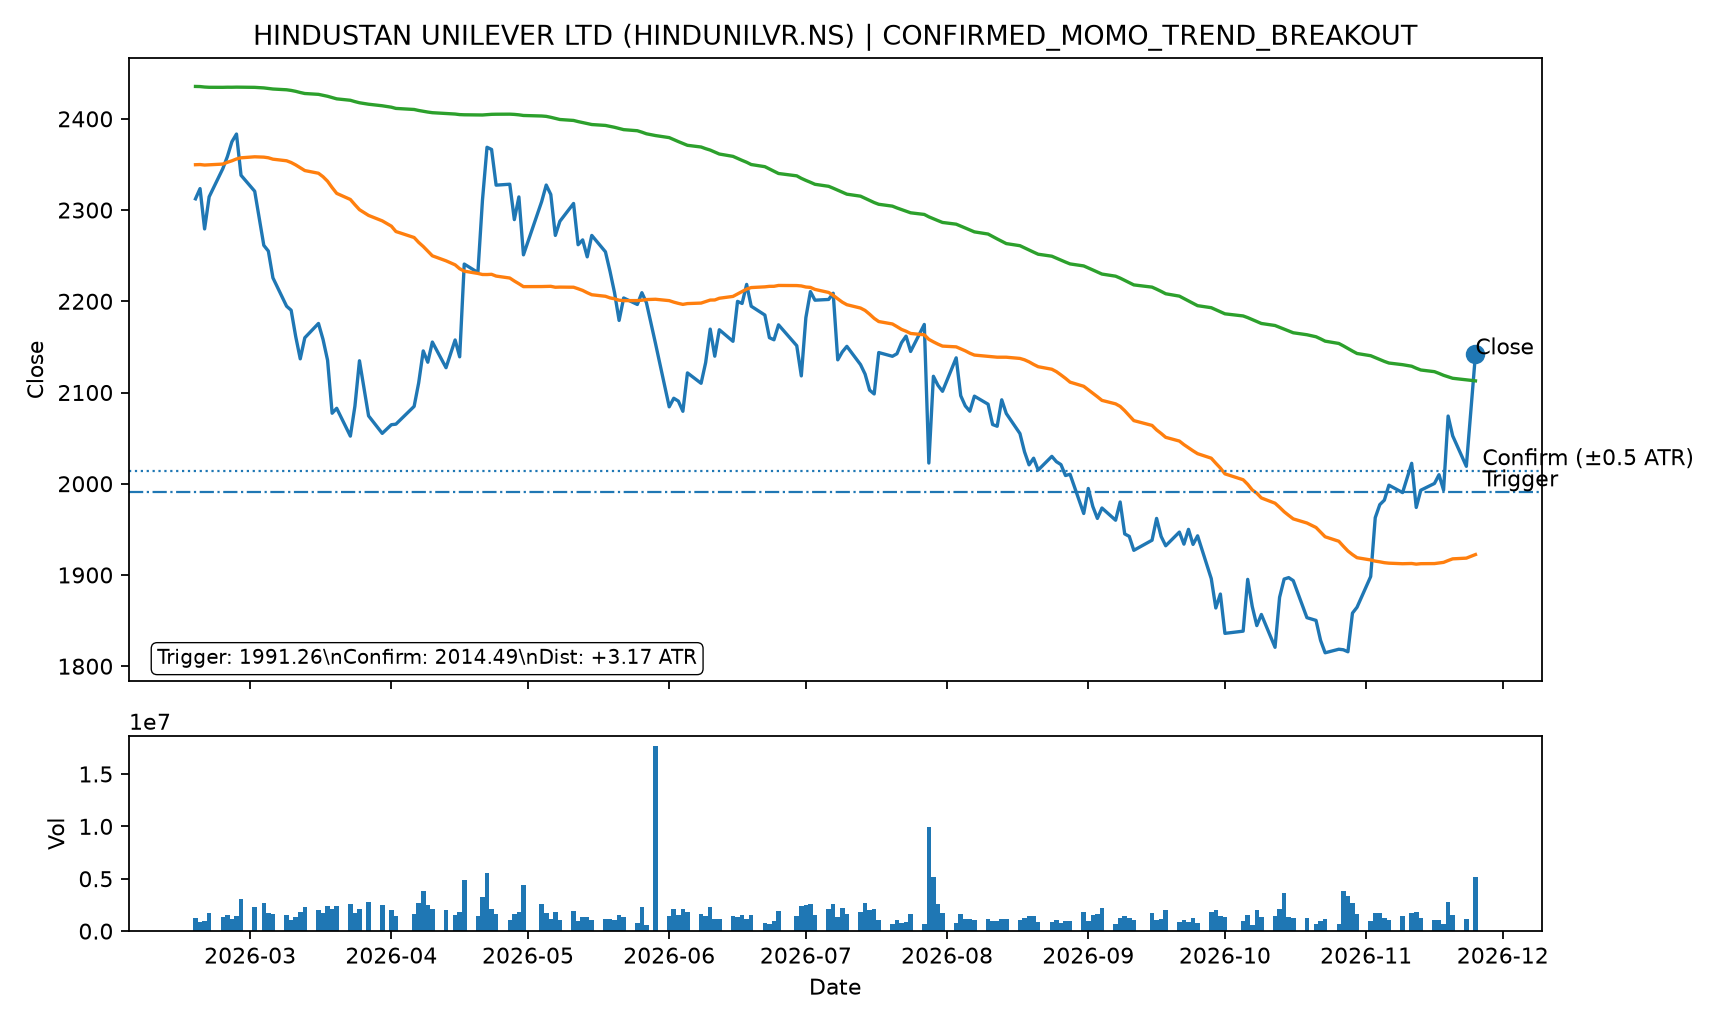 HINDUSTAN UNILEVER LTD (HINDUNILVR.NS) | CONFIRMED_MOMO_TREND_BREAKOUT
Close
2400
2300
2200
2100
2000
1900
1800
Close
Confirm (±0.5 ATR)
Trigger
Trigger: 1991.26\nConfirm: 2014.49\nDist: +3.17 ATR
1e7
Vol
1.5
1.0
0.5
0.0
2026-03 2026-04 2026-05 2026-06 2026-07 2026-08 2026-09 2026-10 2026-11 2026-12
Date